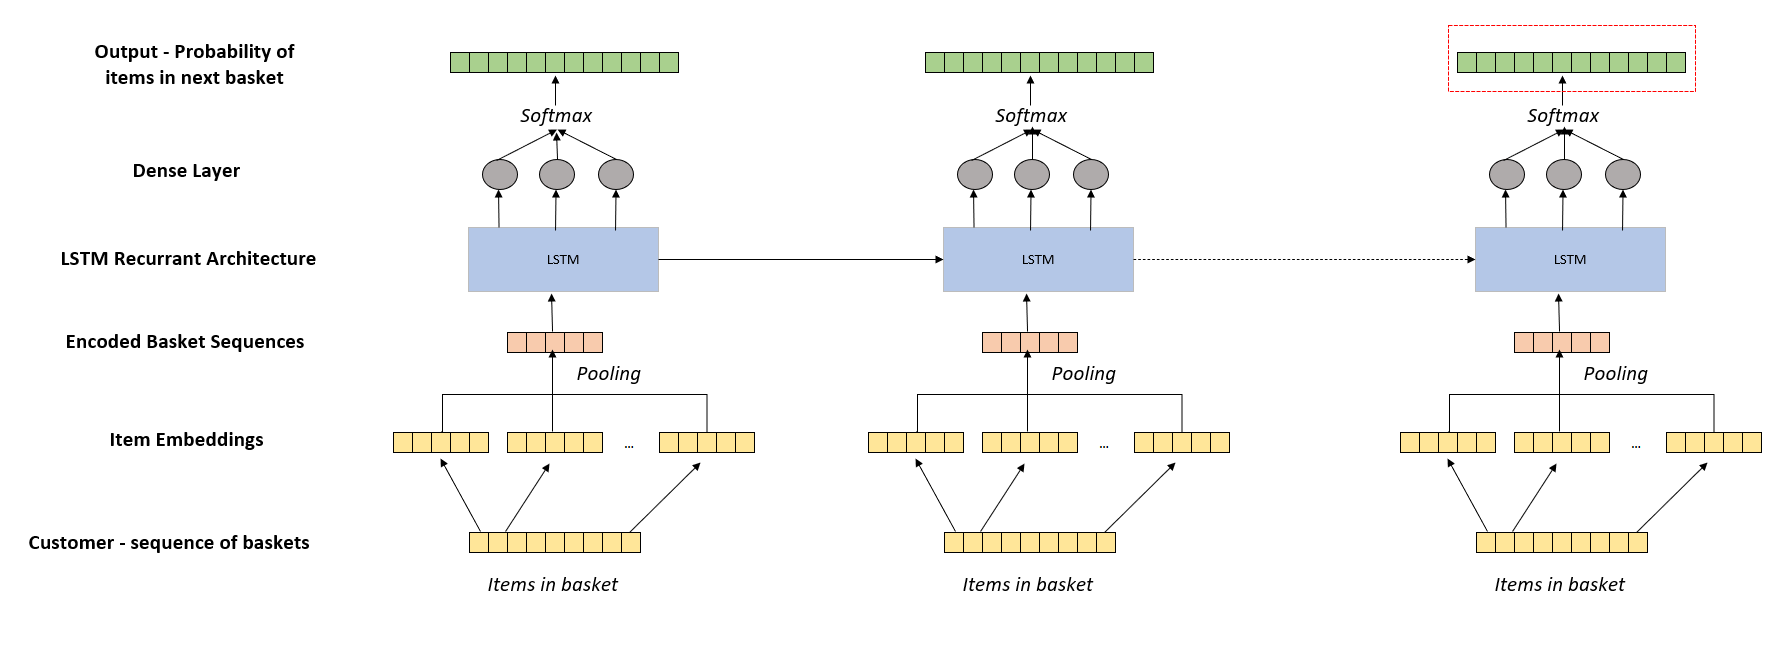 Output - Probability of
items in next basket
Softmax
Softmax
Softmax
Dense Layer
LSTM Recurrant Architecture
LSTM
LSTM
LSTM
Encoded Basket Sequences
Pooling
Pooling
Pooling
Item Embeddings
...
...
...
Customer - sequence of baskets
Items in basket
Items in basket
Items in basket